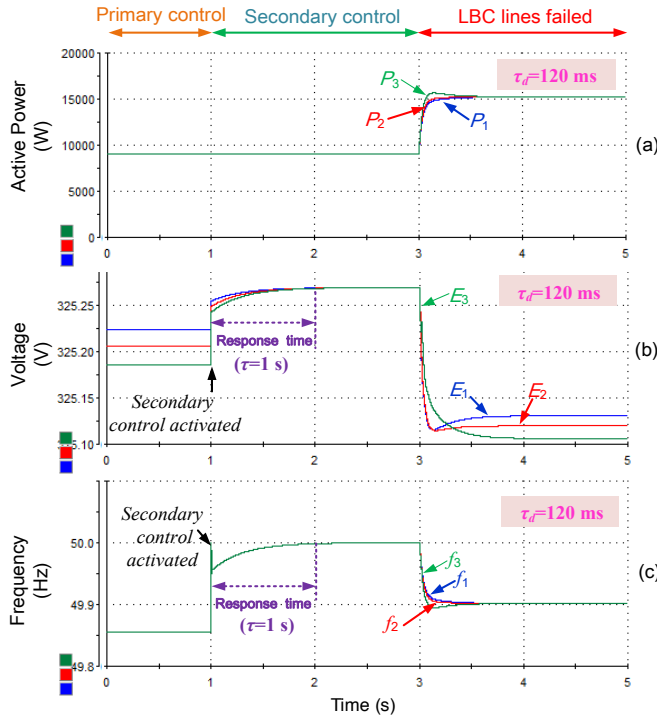 Primary control Secondary control LBC lines failed
20000
15000
10000
5000
0
Active Power
(W)
τd=120 ms
P3
P2
P1
(a)
0 1 2 3 4 5
325.25
325.20
325.15
325.10
Voltage
(V)
τd=120 ms
E3
Response time
(τ=1 s)
E1
E2
Secondary
control activated
(b)
0 1 2 3 4 5
50.0
49.9
49.8
Frequency
(Hz)
Secondary
control
activated
τd=120 ms
Response time
(τ=1 s)
f3
f1
f2
(c)
0 1 2 3 4 5
Time (s)